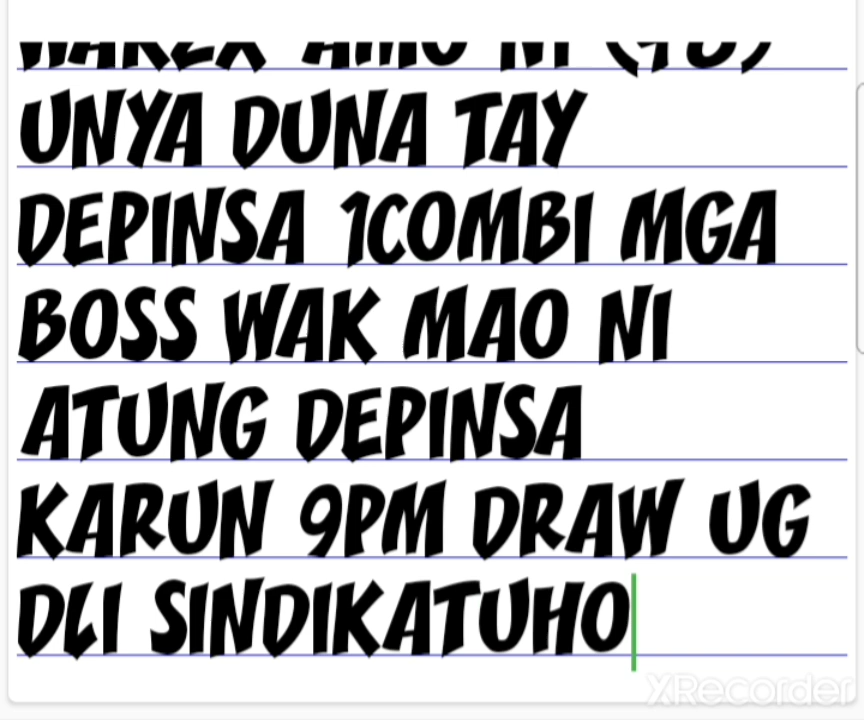 UNYA DUNA TAY
DEPINSA 1COMBI MGA
BOSS WAK MAO NI
ATUNG DEPINSA
KARUN 9PM DRAW UG
DLI SINDIKATUHO
XRecorder